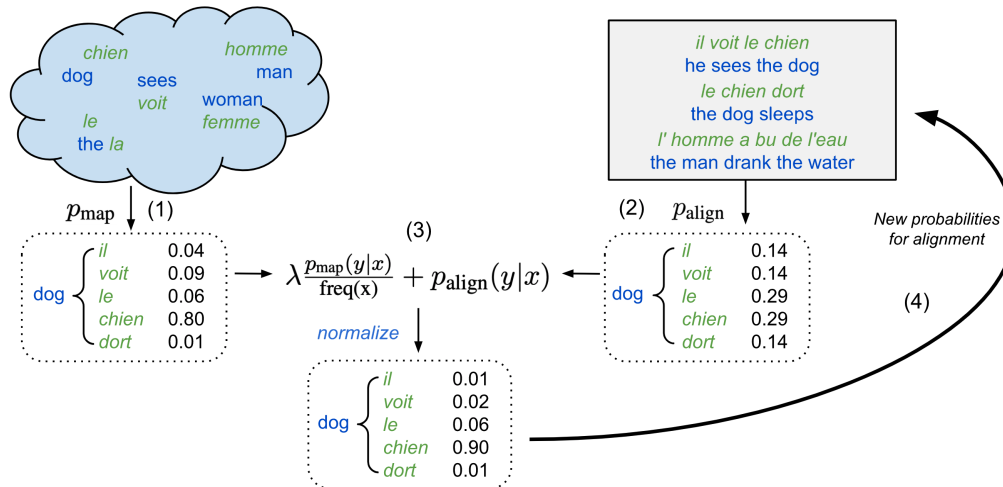 chien
dog
sees
voit
homme
man
woman
femme
le
the la
il voit le chien
he sees the dog
le chien dort
the dog sleeps
l' homme a bu de l'eau
the man drank the water
p_map (1)
(2) p_align
New probabilities
for alignment
(3)
dog
il 0.04
voit 0.09
le 0.06
chien 0.80
dort 0.01
λ p_map(y|x)/freq(x) + p_align(y|x)
dog
il 0.14
voit 0.14
le 0.29
chien 0.29
dort 0.14
(4)
normalize
dog
il 0.01
voit 0.02
le 0.06
chien 0.90
dort 0.01